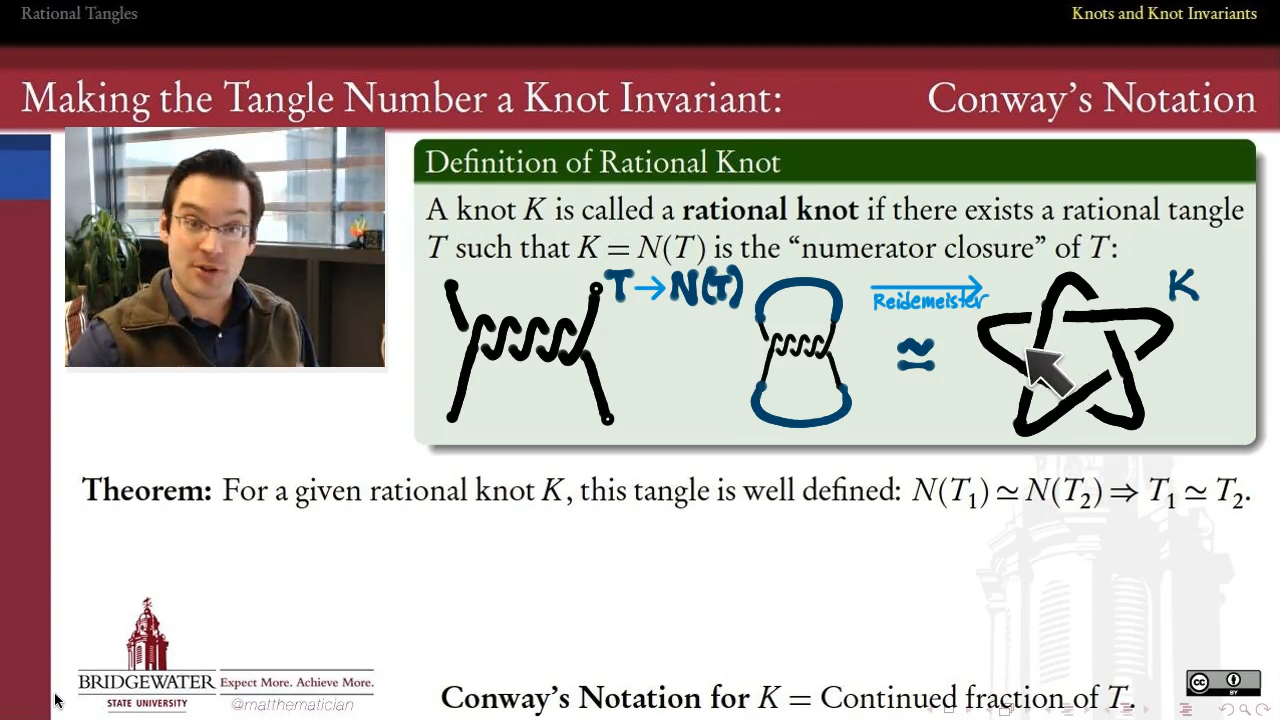 Rational Tangles
Knots and Knot Invariants
Making the Tangle Number a Knot Invariant: Conway's Notation
Definition of Rational Knot
A knot K is called a rational knot if there exists a rational tangle
T such that K = N(T) is the “numerator closure” of T:
T → N(T)
Reidemeister
≃
K
Theorem: For a given rational knot K, this tangle is well defined: N(T₁) ≃ N(T₂) ⇒ T₁ ≃ T₂.
BRIDGEWATER
STATE UNIVERSITY
Expect More. Achieve More.
@matthematician
Conway's Notation for K = Continued fraction of T.
CC BY